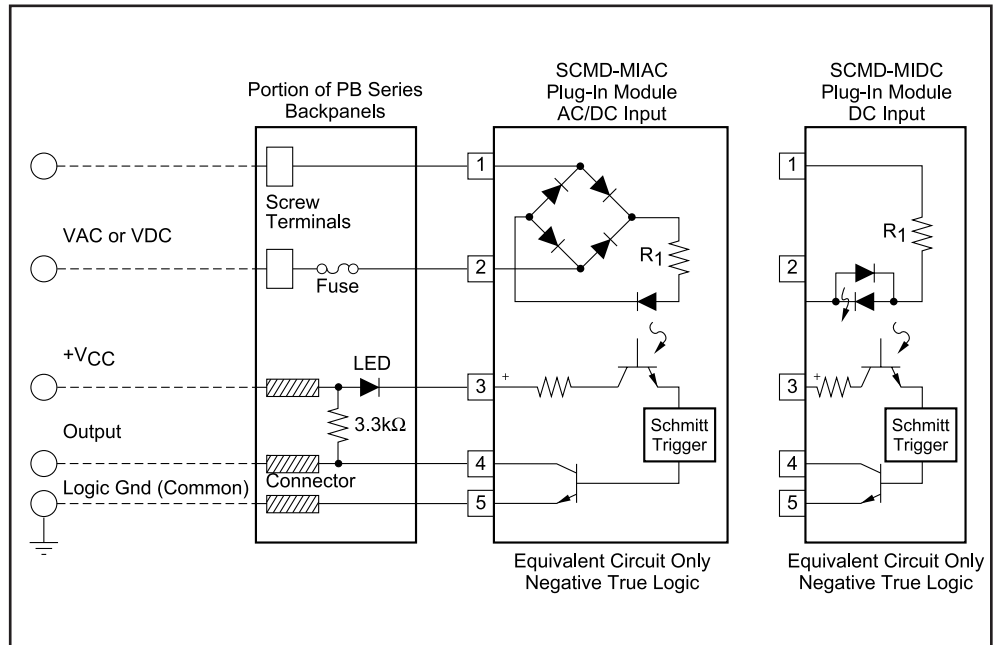 Portion of PB Series
Backpanels
SCMD-MIAC
Plug-In Module
AC/DC Input
SCMD-MIDC
Plug-In Module
DC Input
Screw
Terminals
VAC or VDC
Fuse
+VCC
LED
3.3kΩ
Output
Connector
Logic Gnd (Common)
1
2
3
4
5
R1
+
Schmitt
Trigger
1
2
3
4
5
R1
+
Schmitt
Trigger
Equivalent Circuit Only
Negative True Logic
Equivalent Circuit Only
Negative True Logic